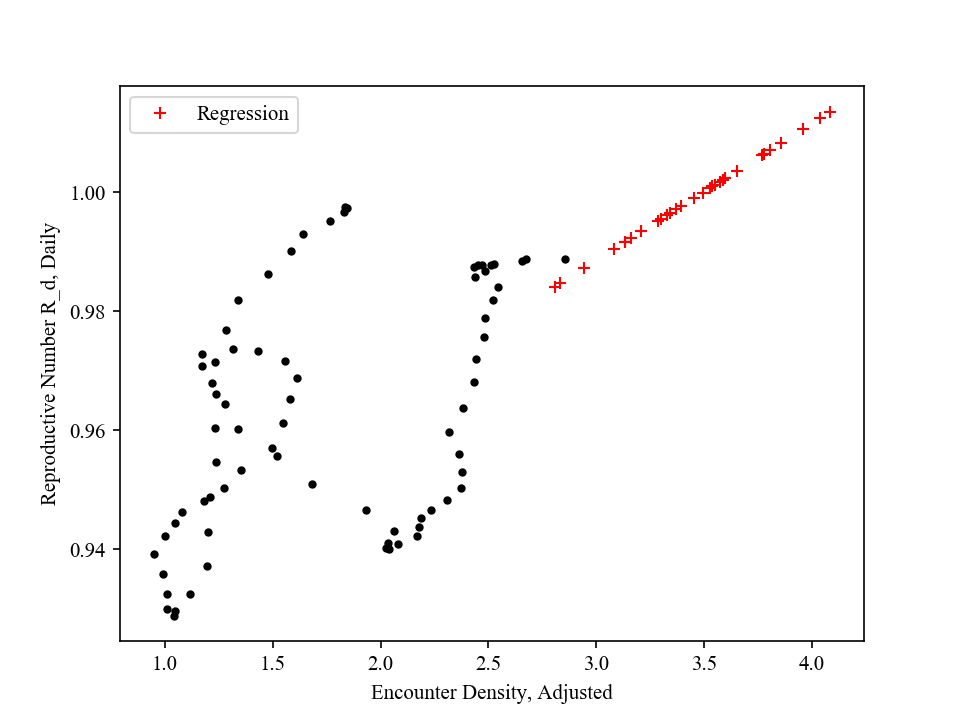 Regression
1.00
0.98
0.96
0.94
Reproductive Number R_d, Daily
1.0 1.5 2.0 2.5 3.0 3.5 4.0
Encounter Density, Adjusted